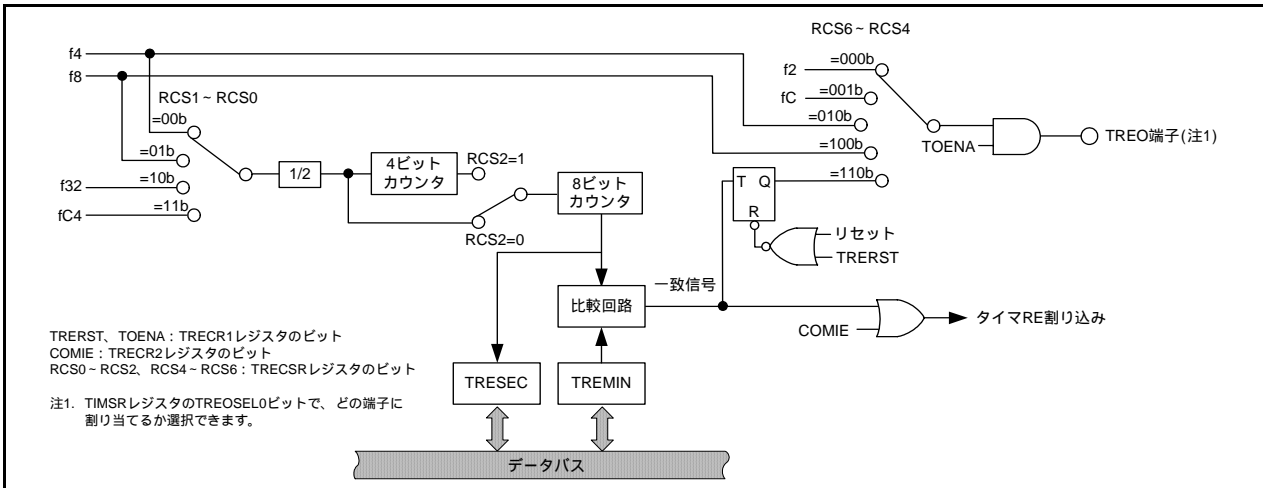 RCS6~RCS4
f4
f8
f2
=000b
fC
=001b
=010b
=100b
=110b
TOENA
TREO端子(注1)
RCS1~RCS0
=00b
=01b
f32
=10b
fC4
=11b
1/2
4ビット
カウンタ
RCS2=1
RCS2=0
8ビット
カウンタ
T Q
R
リセット
TRERST
一致信号
比較回路
COMIE
タイマRE割り込み
TRERST、TOENA:TRECR1レジスタのビット
COMIE:TRECR2レジスタのビット
RCS0~RCS2、RCS4~RCS6:TRECSRレジスタのビット
TRESEC
TREMIN
注1. TIMSRレジスタのTREOSEL0ビットで、どの端子に
割り当てるか選択できます。
データバス